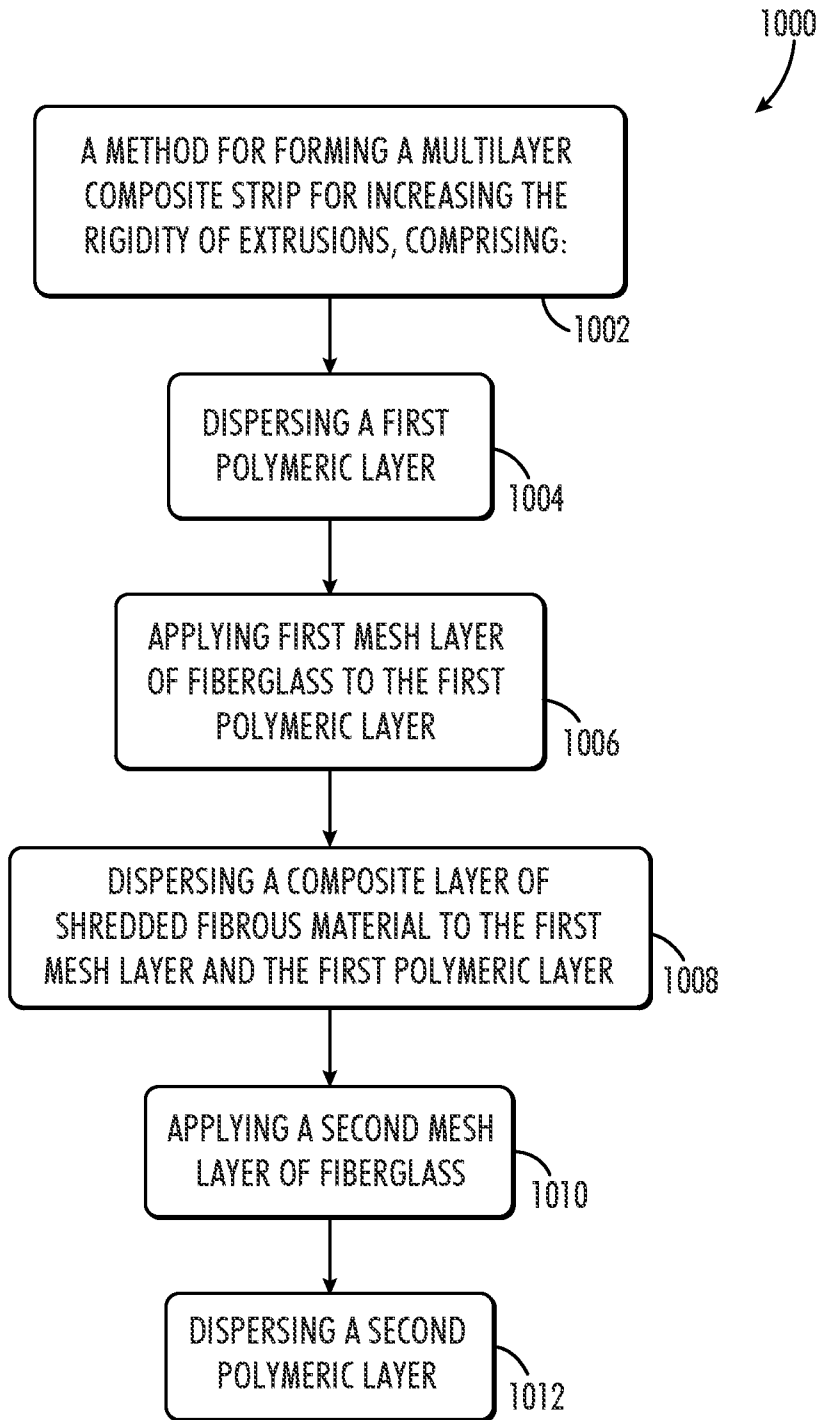 1000
A METHOD FOR FORMING A MULTILAYER
COMPOSITE STRIP FOR INCREASING THE
RIGIDITY OF EXTRUSIONS, COMPRISING:
1002
DISPERSING A FIRST
POLYMERIC LAYER
1004
APPLYING FIRST MESH LAYER
OF FIBERGLASS TO THE FIRST
POLYMERIC LAYER
1006
DISPERSING A COMPOSITE LAYER OF
SHREDDED FIBROUS MATERIAL TO THE FIRST
MESH LAYER AND THE FIRST POLYMERIC LAYER
1008
APPLYING A SECOND MESH
LAYER OF FIBERGLASS
1010
DISPERSING A SECOND
POLYMERIC LAYER
1012